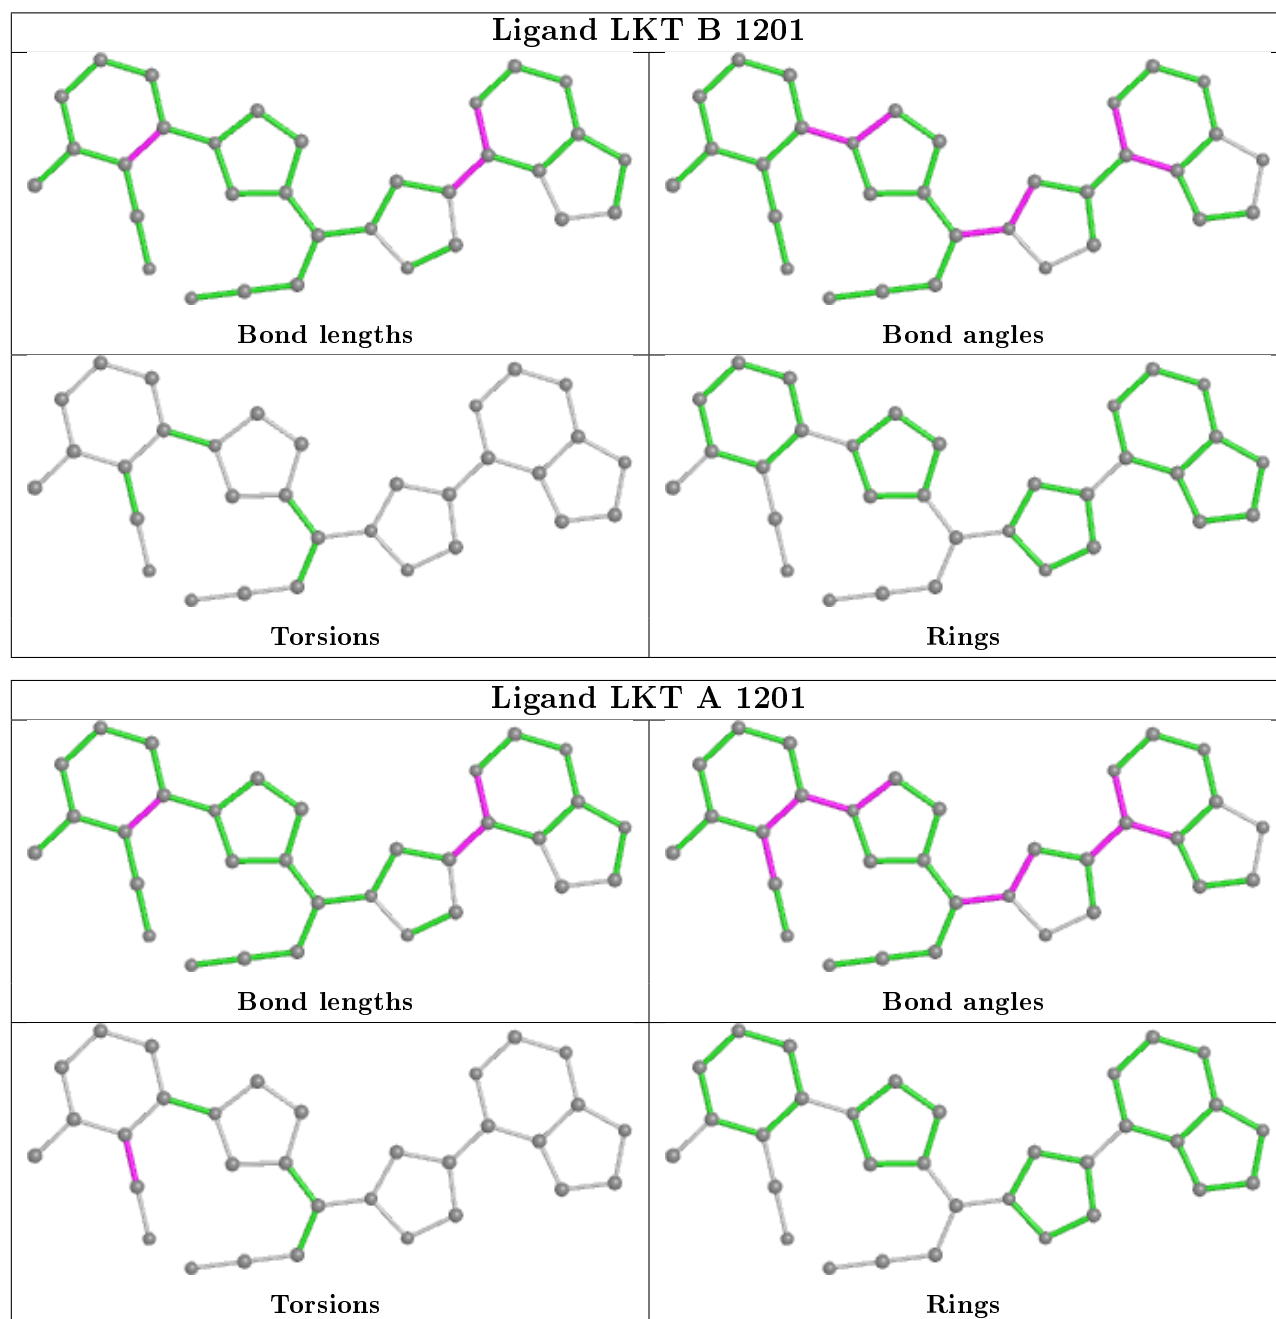 Ligand LKT B 1201
Bond lengths
Bond angles
Torsions
Rings
Ligand LKT A 1201
Bond lengths
Bond angles
Torsions
Rings